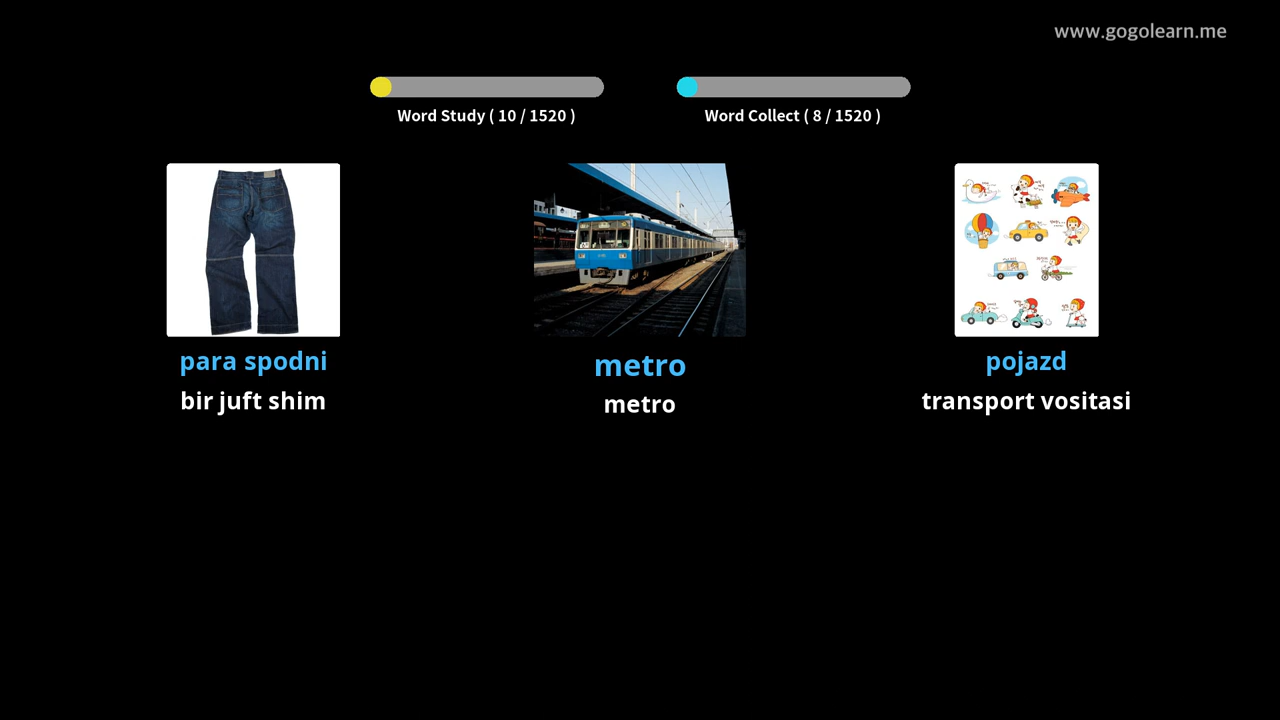 www.gogolearn.me
Word Study ( 10 / 1520 )
Word Collect ( 8 / 1520 )
para spodni
bir juft shim
metro
metro
pojazd
transport vositasi